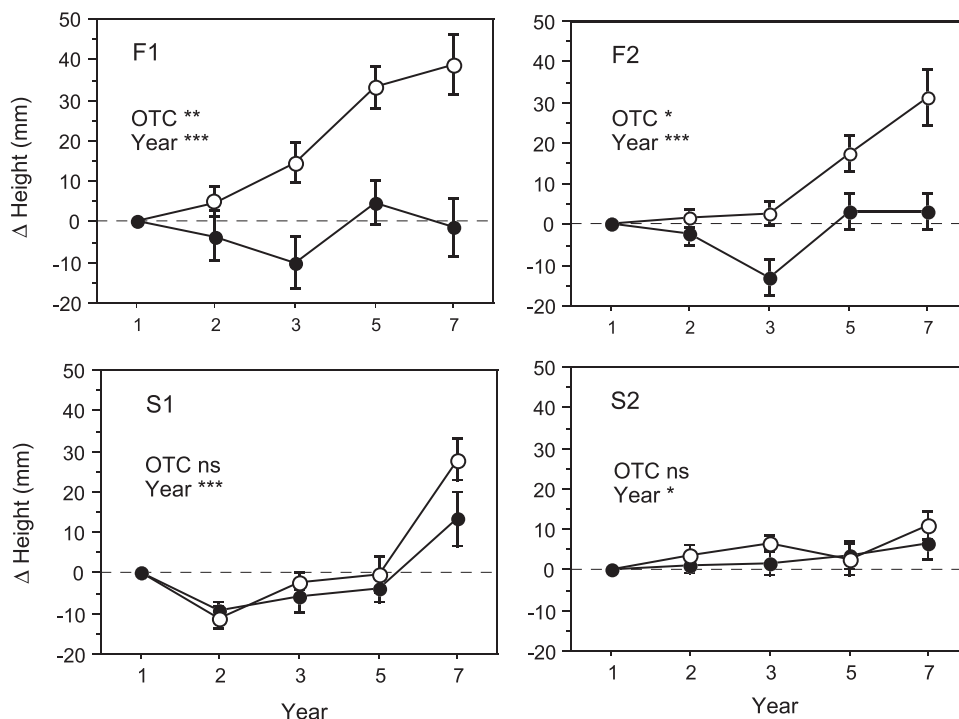 50
40
30
20
10
0
-10
-20
Δ Height (mm)
F1
OTC **
Year ***
1 2 3 5 7
50
40
30
20
10
0
-10
-20
F2
OTC *
Year ***
1 2 3 5 7
50
40
30
20
10
0
-10
-20
Δ Height (mm)
S1
OTC ns
Year ***
1 2 3 5 7
Year
50
40
30
20
10
0
-10
-20
S2
OTC ns
Year *
1 2 3 5 7
Year